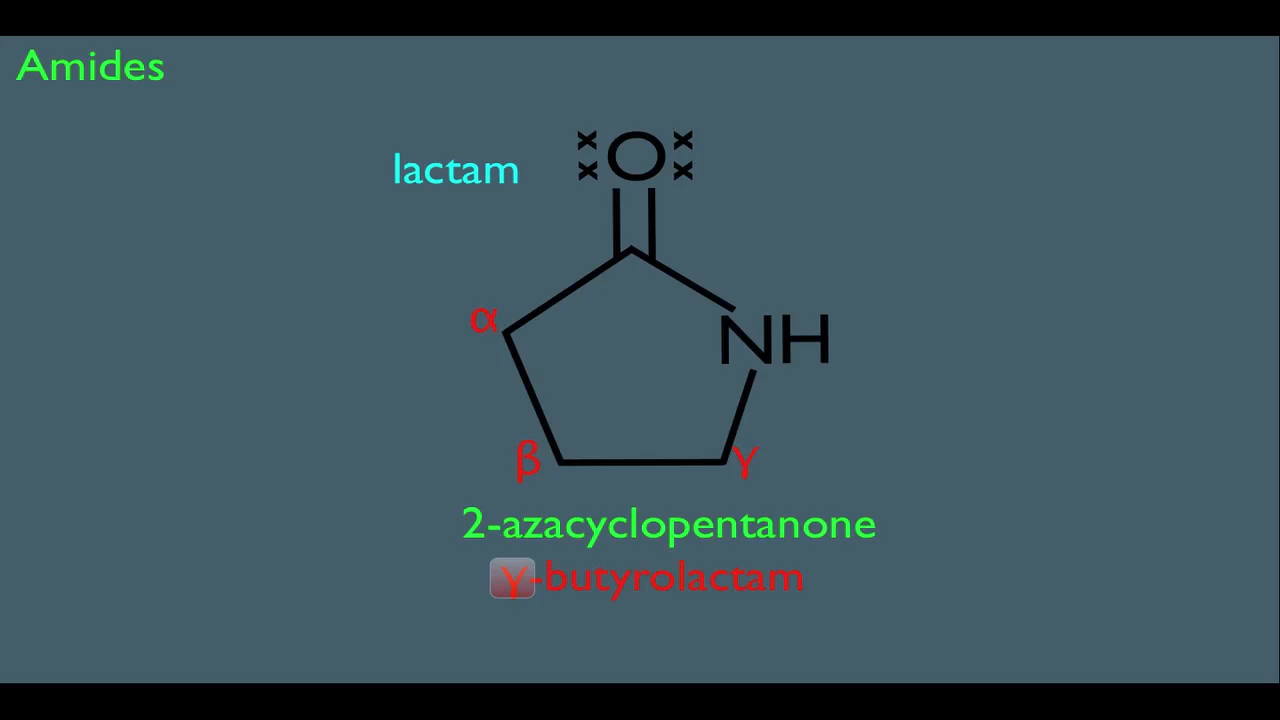 Amides
lactam
O
α
NH
β
γ
2-azacyclopentanone
γ-butyrolactam